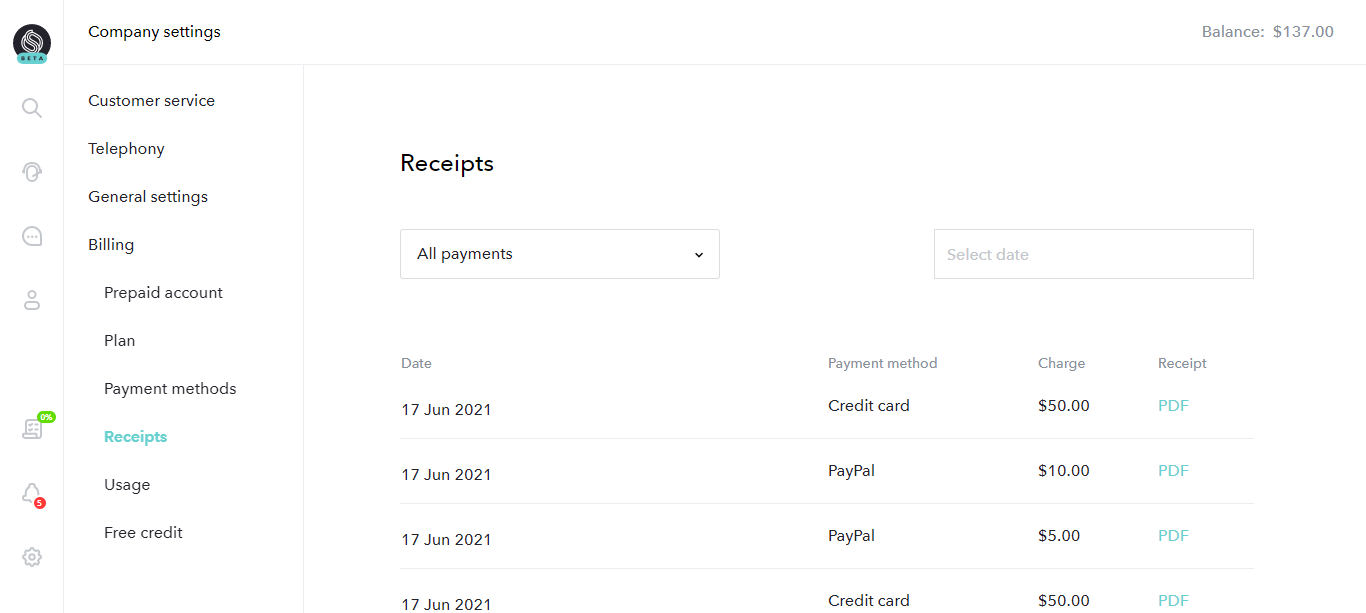 Company settings
Balance: $137.00
BETA
Customer service
Telephony
General settings
Billing
Prepaid account
Plan
Payment methods
Receipts
Usage
Free credit
0%
5
Receipts
All payments
Select date
Date Payment method Charge Receipt
17 Jun 2021 Credit card $50.00 PDF
17 Jun 2021 PayPal $10.00 PDF
17 Jun 2021 PayPal $5.00 PDF
17 Jun 2021 Credit card $50.00 PDF